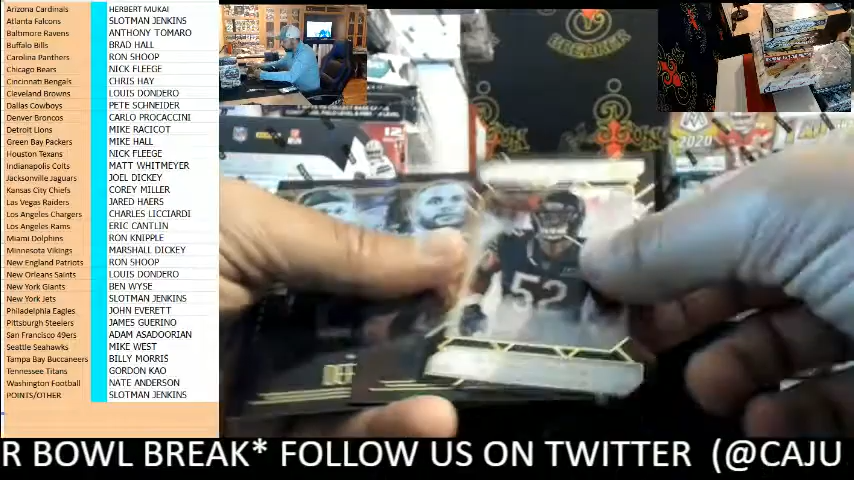 Arizona Cardinals HERBERT MUKAI
Atlanta Falcons SLOTMAN JENKINS
Baltmore Ravens ANTHONY TOMARO
Buffalo Bills BRAD HALL
Carolina Panthers RON SHOOP
Chicago Bears NICK FLEEGE
Cincinnati Bengals CHRIS HAY
Cleveland Browns LOUIS DONDERO
Dallas Cowboys PETE SCHNEIDER
Denver Broncos CARLO PROCACCINI
Detroit Lions MIKE RACICOT
Green Bay Packers MIKE HALL
Houston Texans NICK FLEEGE
Indianapolis Colts MATT WHITMEYER
Jacksonville Jaguars JOEL DICKEY
Kansas City Chiefs COREY MILLER
Las Vegas Raiders JARED HAERS
Los Angeles Chargers CHARLES LICCIARDI
Los Angeles Rams ERIC CANTLIN
Miami Dolphins RON KNIPPLE
Minnesota Vikings MARSHALL DICKEY
New England Patriots RON SHOOP
New Orleans Saints LOUIS DONDERO
New York Giants BEN WYSE
New York Jets SLOTMAN JENKINS
Philadelphia Eagles JOHN EVERETT
Pittsburgh Steelers JAMES GUERINO
San Francisco 49ers ADAM ASADOORIAN
Seattle Seahawks MIKE WEST
Tampa Bay Buccaneers BILLY MORRIS
Tennessee Titans GORDON KAO
Washington Football NATE ANDERSON
POINTS/OTHER SLOTMAN JENKINS
BREAKER
12
2020
52
R BOWL BREAK* FOLLOW US ON TWITTER (@CAJU